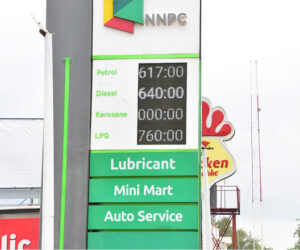 NNPC
Petrol 617:00
Diesel 640:00
Kerosene 000:00
LPG 760:00
Lubricant
Mini Mart
Auto Service